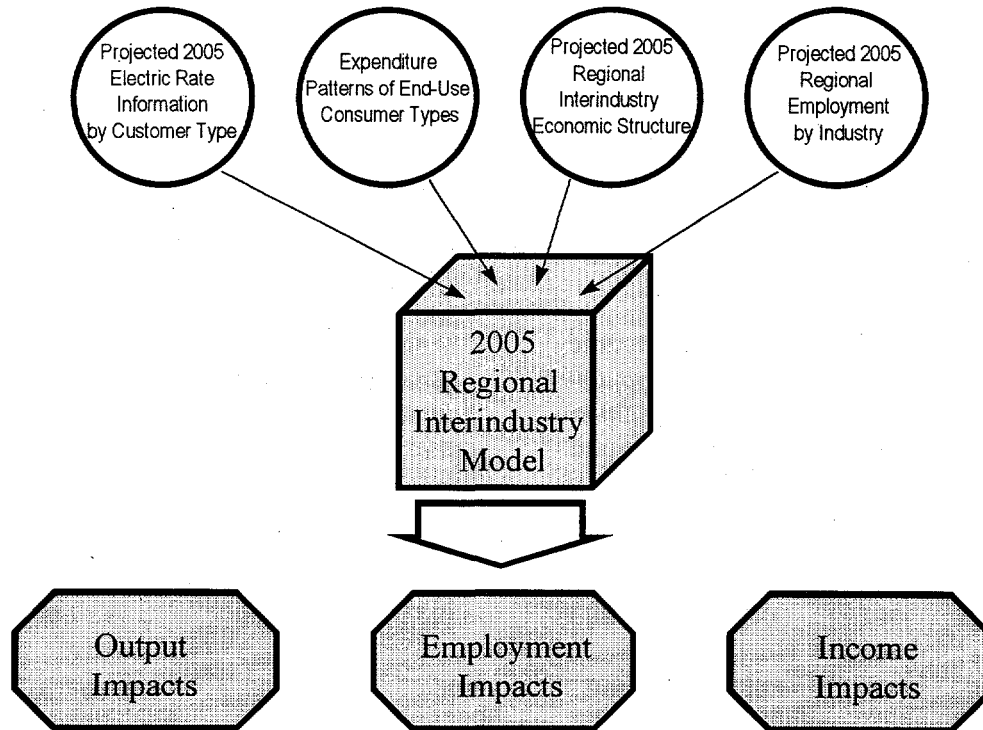 Projected 2005
Electric Rate
Information
by Customer Type
Expenditure
Patterns of End-Use
Consumer Types
Projected 2005
Regional
Interindustry
Economic Structure
Projected 2005
Regional
Employment
by Industry
2005
Regional
Interindustry
Model
Output
Impacts
Employment
Impacts
Income
Impacts